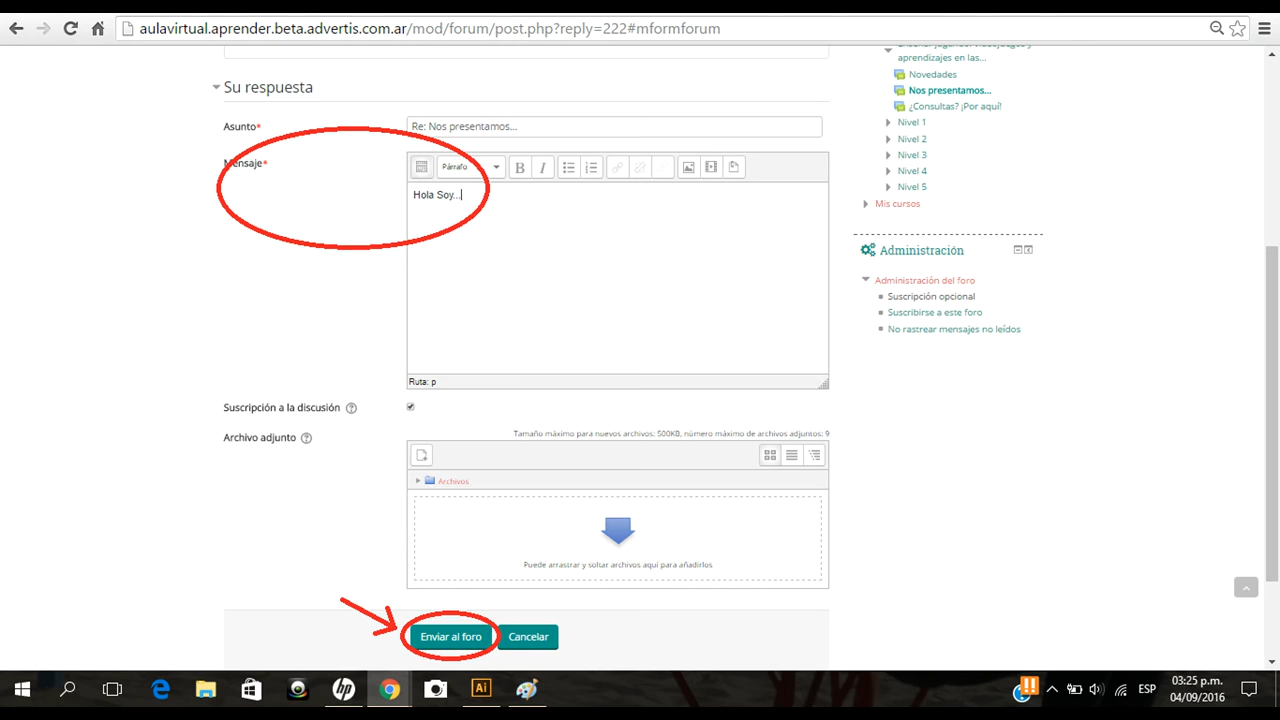 aulavirtual.aprender.beta.advertis.com.ar/mod/forum/post.php?reply=222#mformforum
aprendizajes en las...
Novedades
Nos presentamos...
¿Consultas? ¡Por aquí!
Nivel 1
Nivel 2
Nivel 3
Nivel 4
Nivel 5
Mis cursos
Administración
Administración del foro
Suscripción opcional
Suscribirse a este foro
No rastrear mensajes no leídos
Su respuesta
Asunto*
Re: Nos presentamos...
Mensaje*
Párrafo
B I
Hola Soy...
Ruta: p
Suscripción a la discusión
Archivo adjunto
Tamaño máximo para nuevos archivos: 500KB, número máximo de archivos adjuntos: 9
Archivos
Puede arrastrar y soltar archivos aquí para añadirlos
Enviar al foro
Cancelar
hp
Ai
ESP
03:25 p.m.
04/09/2016